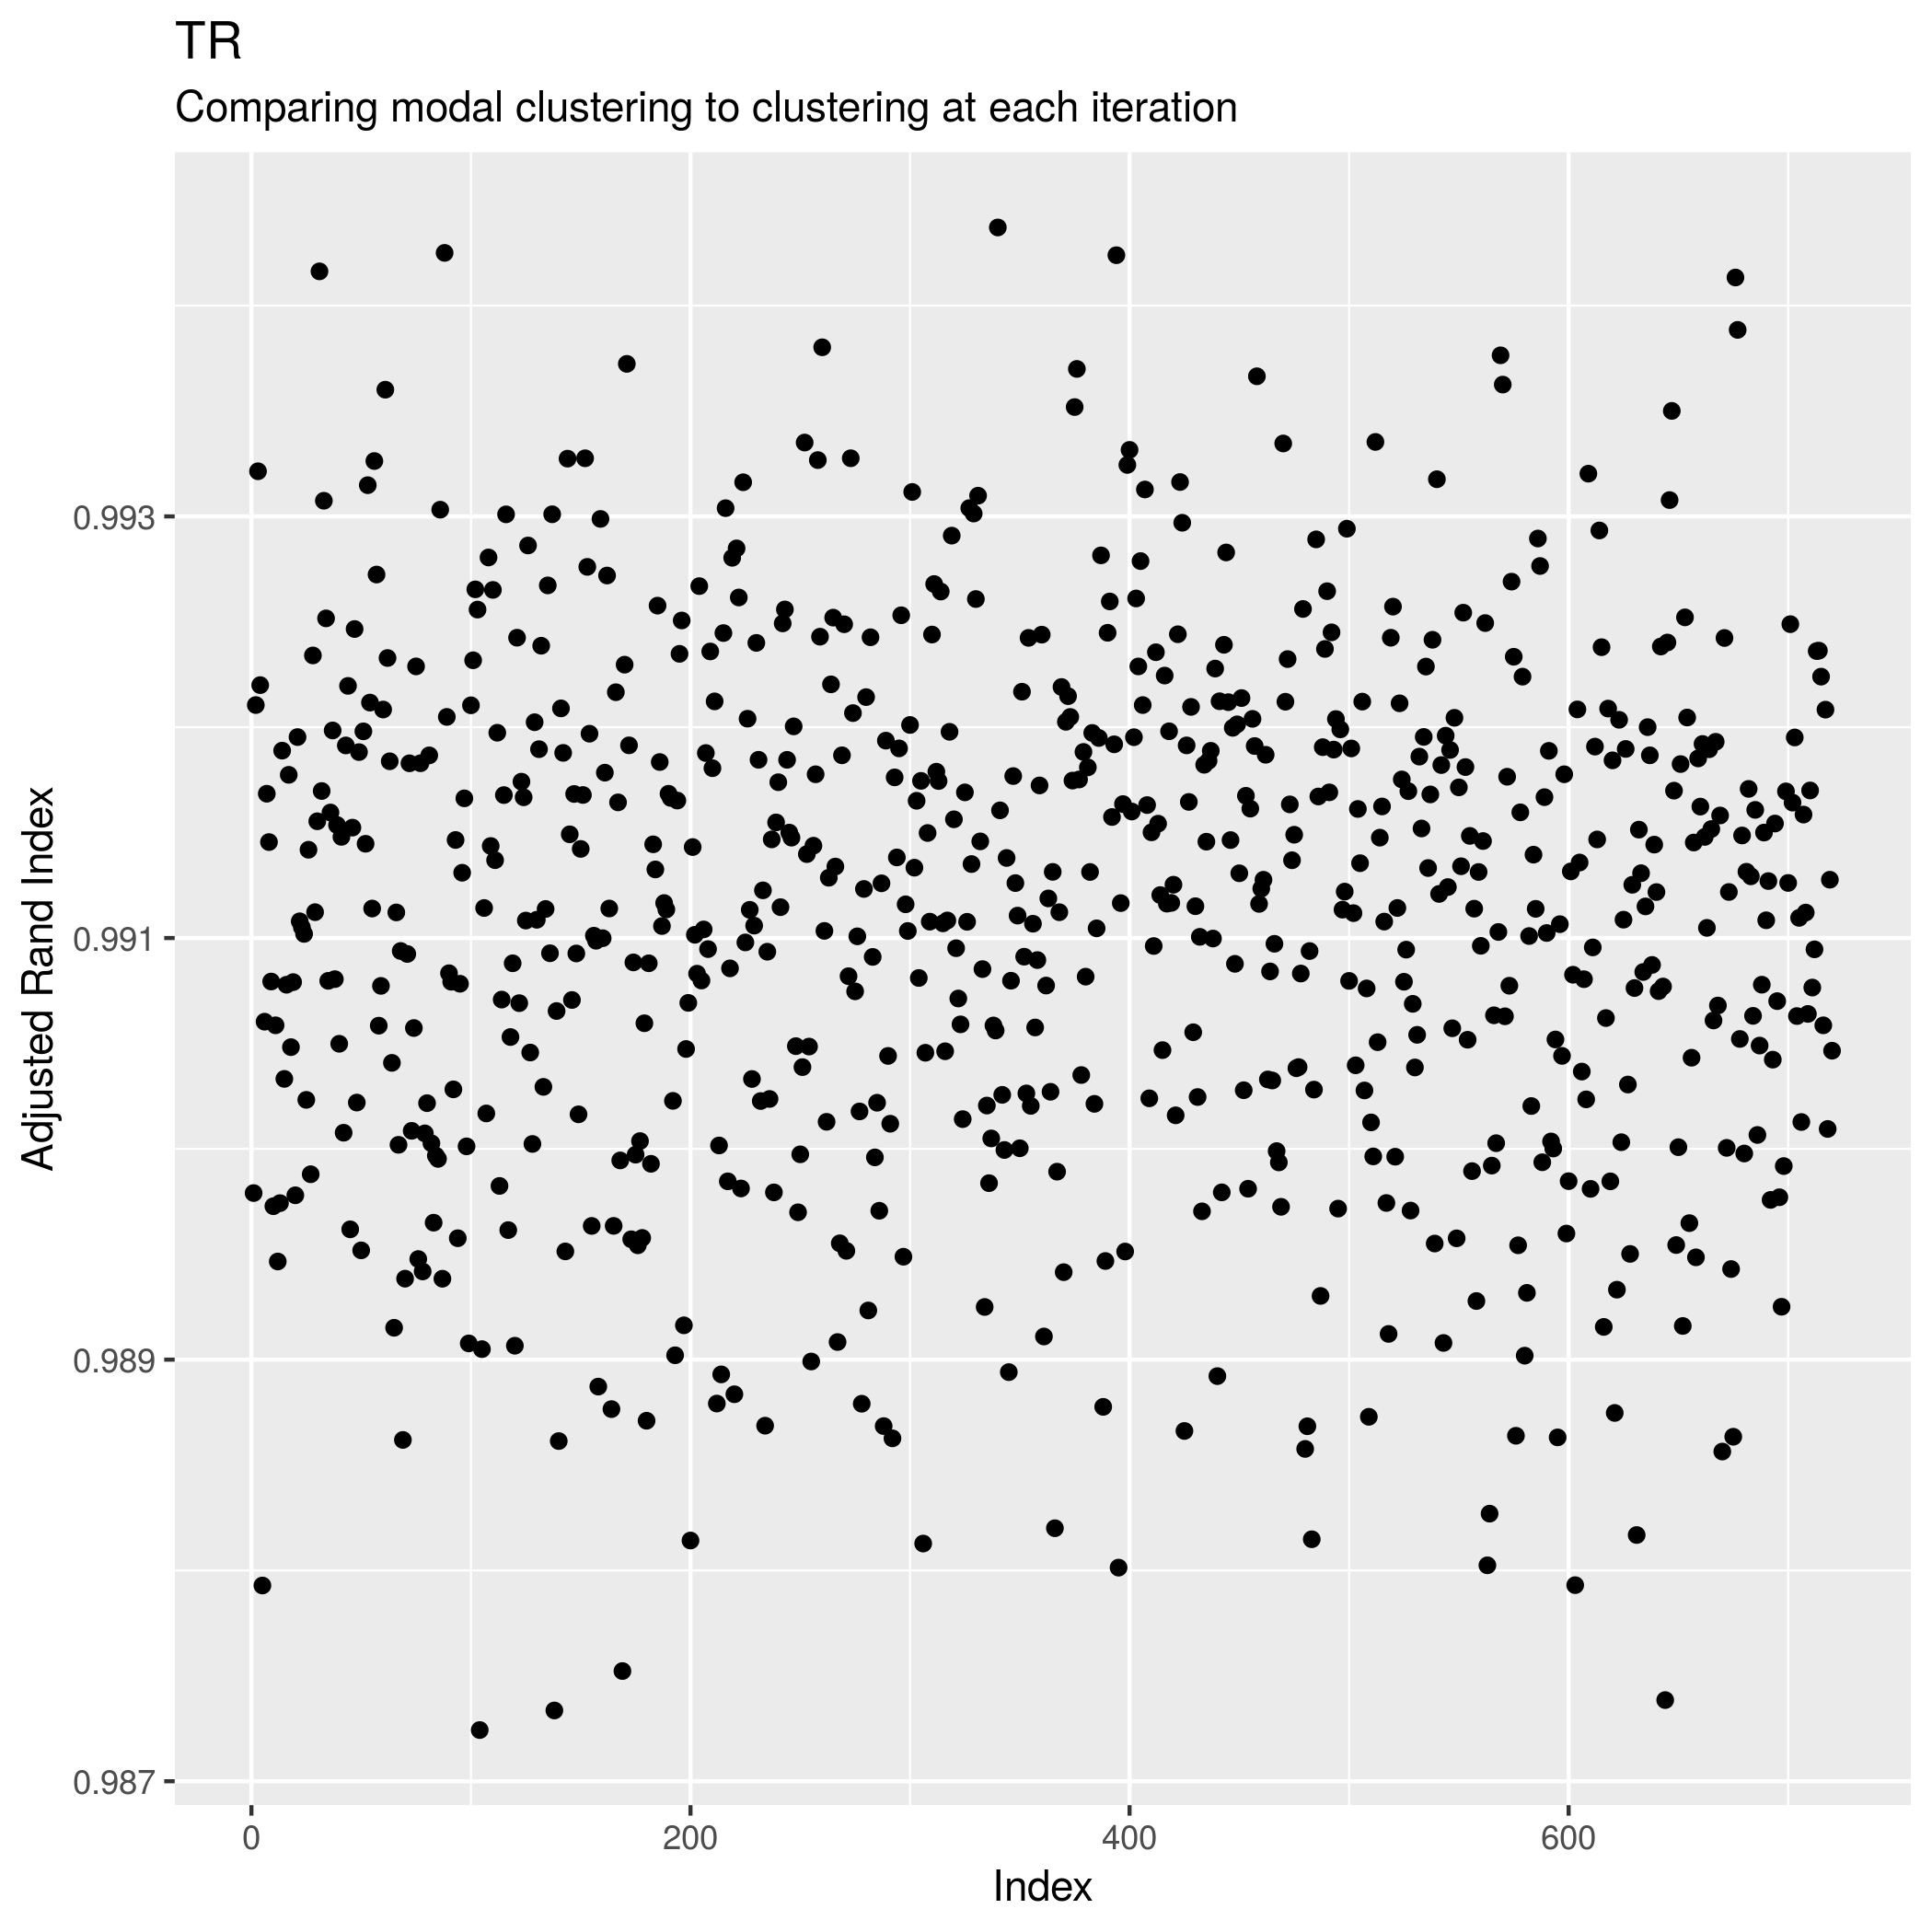 TR
Comparing modal clustering to clustering at each iteration
Adjusted Rand Index
0.993
0.991
0.989
0.987
0
200
400
600
Index